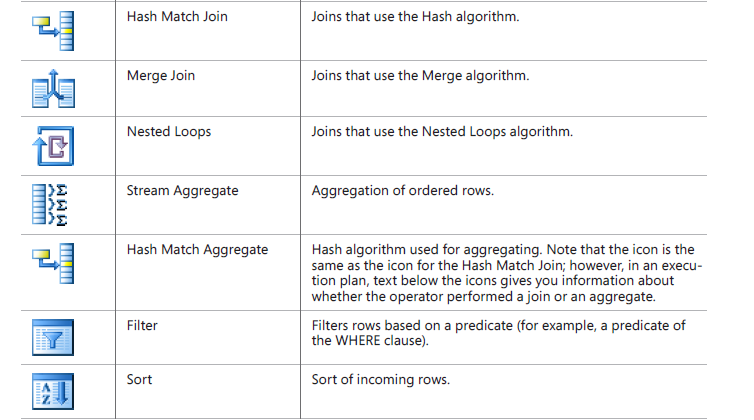 Hash Match Join
Joins that use the Hash algorithm.
Merge Join
Joins that use the Merge algorithm.
Nested Loops
Joins that use the Nested Loops algorithm.
Stream Aggregate
Aggregation of ordered rows.
Hash Match Aggregate
Hash algorithm used for aggregating. Note that the icon is the
same as the icon for the Hash Match Join; however, in an execu-
tion plan, text below the icons gives you information about
whether the operator performed a join or an aggregate.
Filter
Filters rows based on a predicate (for example, a predicate of
the WHERE clause).
Sort
Sort of incoming rows.